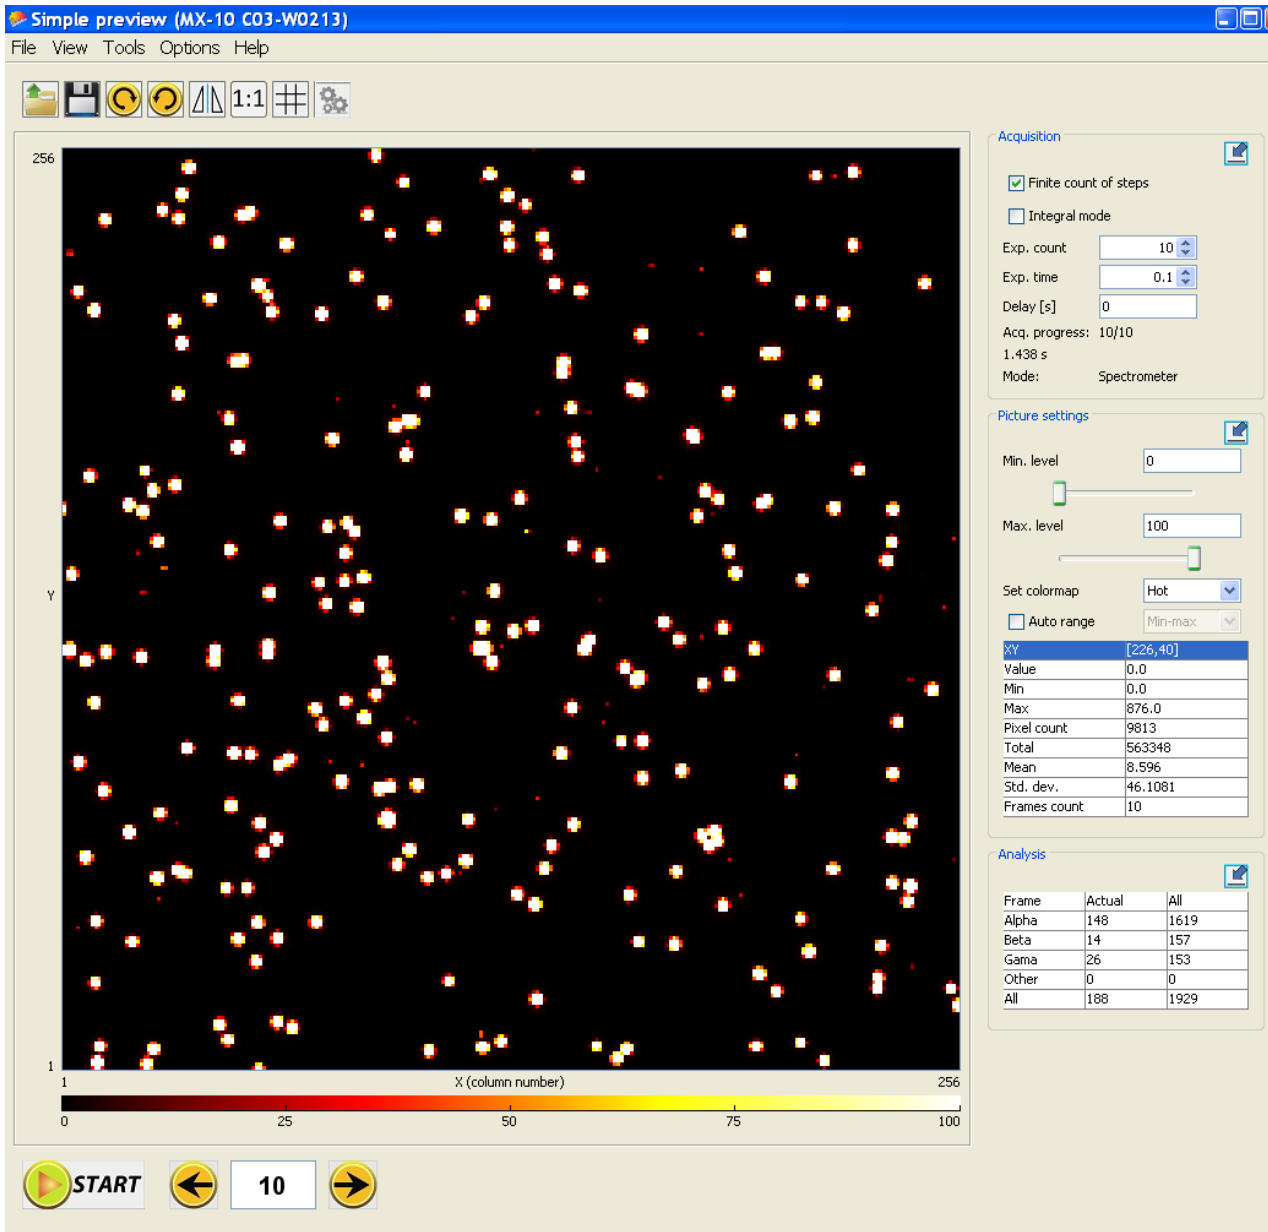 Simple preview (MX-10 C03-W0213)
File View Tools Options Help
1:1
256
Y
1
1 X (column number) 256
0 25 50 75 100
START 10
Acquisition
Finite count of steps
Integral mode
Exp. count 10
Exp. time 0.1
Delay [s] 0
Acq. progress: 10/10
1.438 s
Mode: Spectrometer
Picture settings
Min. level 0
Max. level 100
Set colormap Hot
Auto range Min-max
XY [226,40]
Value 0.0
Min 0.0
Max 876.0
Pixel count 9813
Total 563348
Mean 8.596
Std. dev. 46.1081
Frames count 10
Analysis
Frame Actual All
Alpha 148 1619
Beta 14 157
Gama 26 153
Other 0 0
All 188 1929